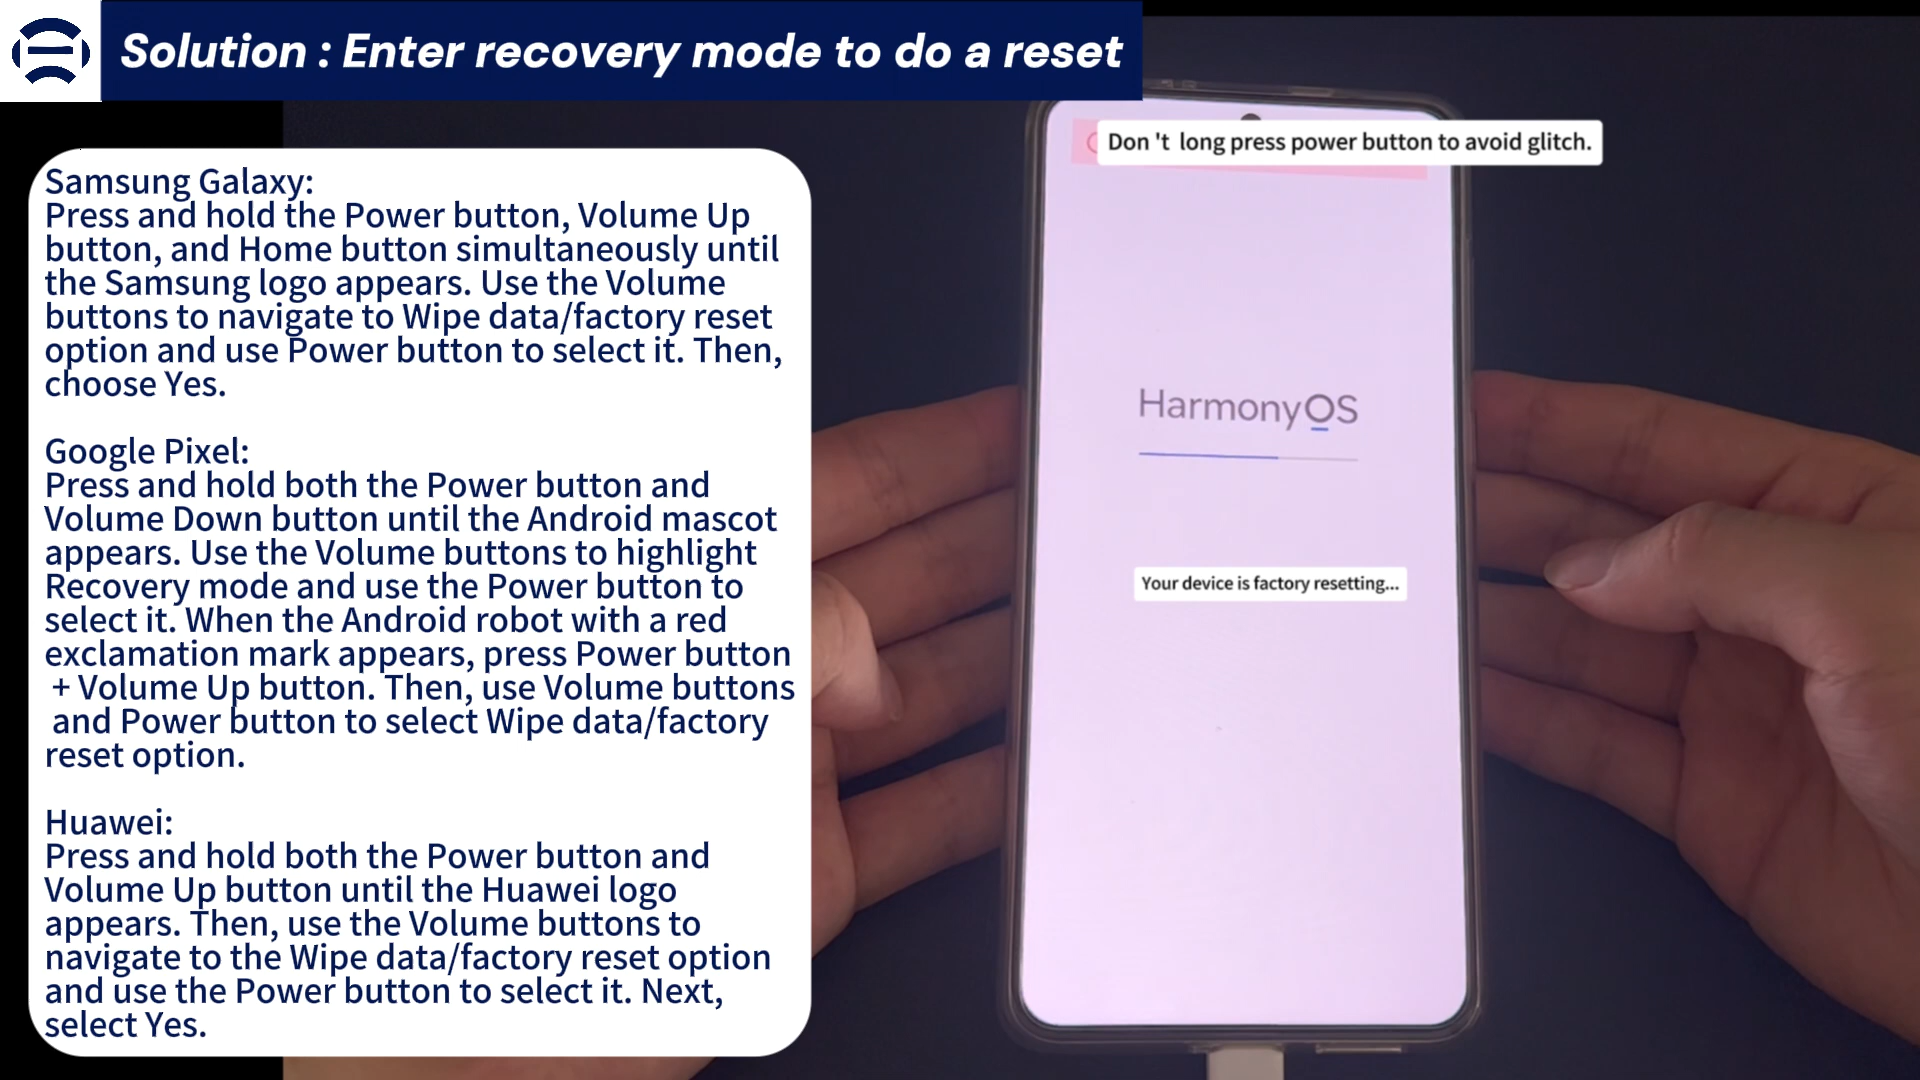 Solution : Enter recovery mode to do a reset
Samsung Galaxy:
Press and hold the Power button, Volume Up
button, and Home button simultaneously until
the Samsung logo appears. Use the Volume
buttons to navigate to Wipe data/factory reset
option and use Power button to select it. Then,
choose Yes.
Google Pixel:
Press and hold both the Power button and
Volume Down button until the Android mascot
appears. Use the Volume buttons to highlight
Recovery mode and use the Power button to
select it. When the Android robot with a red
exclamation mark appears, press Power button
+ Volume Up button. Then, use Volume buttons
and Power button to select Wipe data/factory
reset option.
Huawei:
Press and hold both the Power button and
Volume Up button until the Huawei logo
appears. Then, use the Volume buttons to
navigate to the Wipe data/factory reset option
and use the Power button to select it. Next,
select Yes.
Don 't long press power button to avoid glitch.
HarmonyOS
Your device is factory resetting...